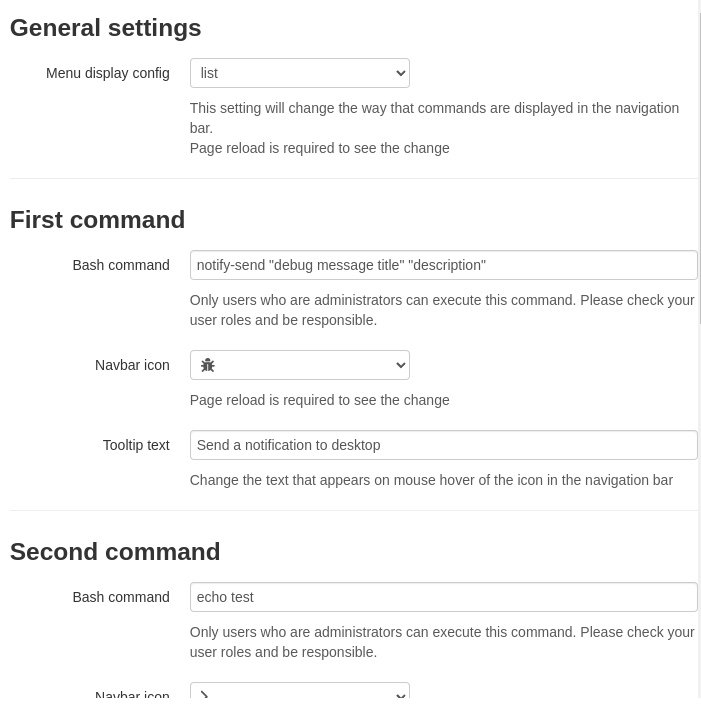 General settings
Menu display config
list
This setting will change the way that commands are displayed in the navigation
bar.
Page reload is required to see the change
First command
Bash command
notify-send "debug message title" "description"
Only users who are administrators can execute this command. Please check your
user roles and be responsible.
Navbar icon
Page reload is required to see the change
Tooltip text
Send a notification to desktop
Change the text that appears on mouse hover of the icon in the navigation bar
Second command
Bash command
echo test
Only users who are administrators can execute this command. Please check your
user roles and be responsible.
Navbar icon